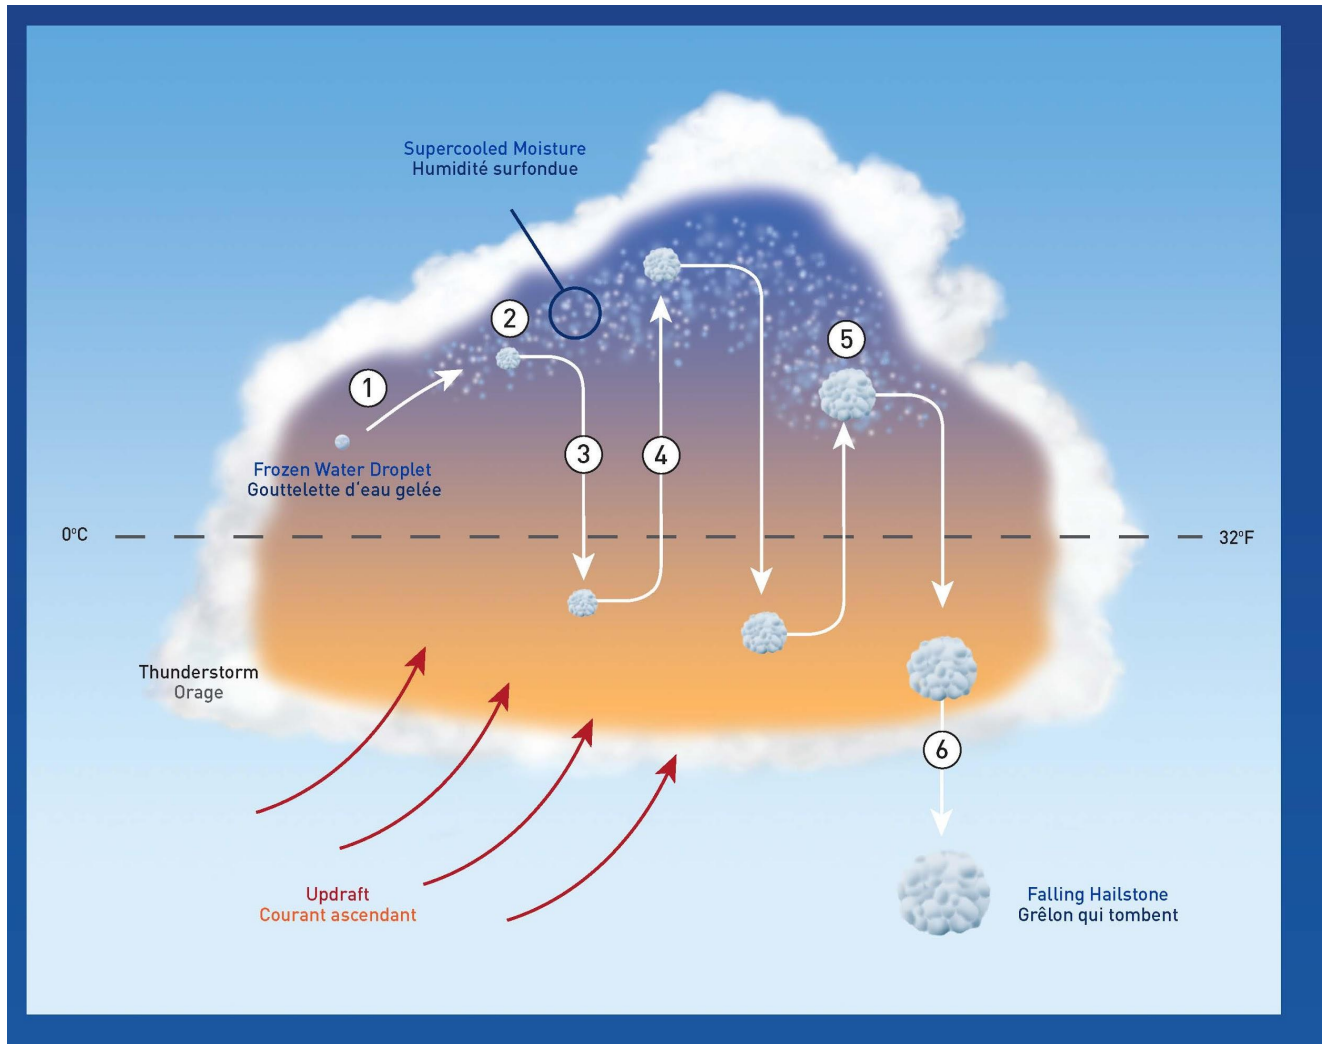 Supercooled Moisture
Humidité surfondue
2
5
1
3
4
Frozen Water Droplet
Gouttelette d'eau gelée
0°C
32°F
Thunderstorm
Orage
6
Updraft
Courant ascendant
Falling Hailstone
Grêlon qui tombent